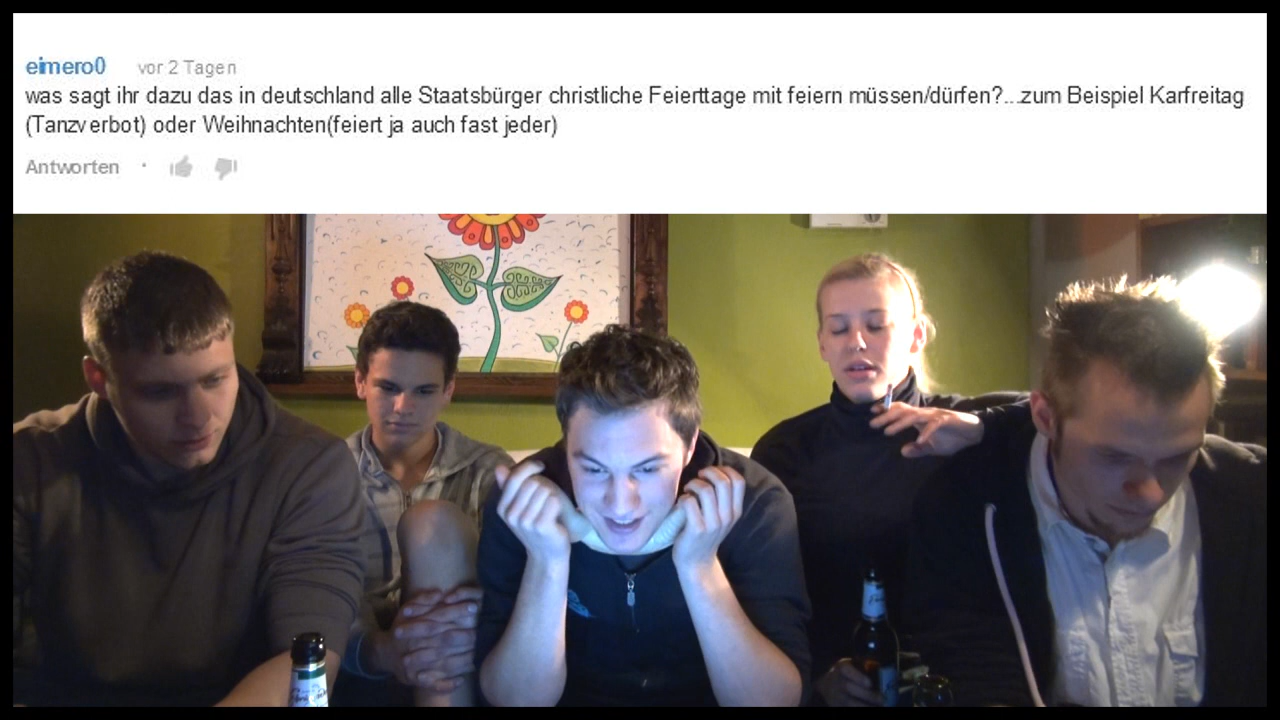 eimero0 vor 2 Tagen
was sagt ihr dazu das in deutschland alle Staatsbürger christliche Feierttage mit feiern müssen/dürfen?...zum Beispiel Karfreitag
(Tanzverbot) oder Weihnachten(feiert ja auch fast jeder)
Antworten ·